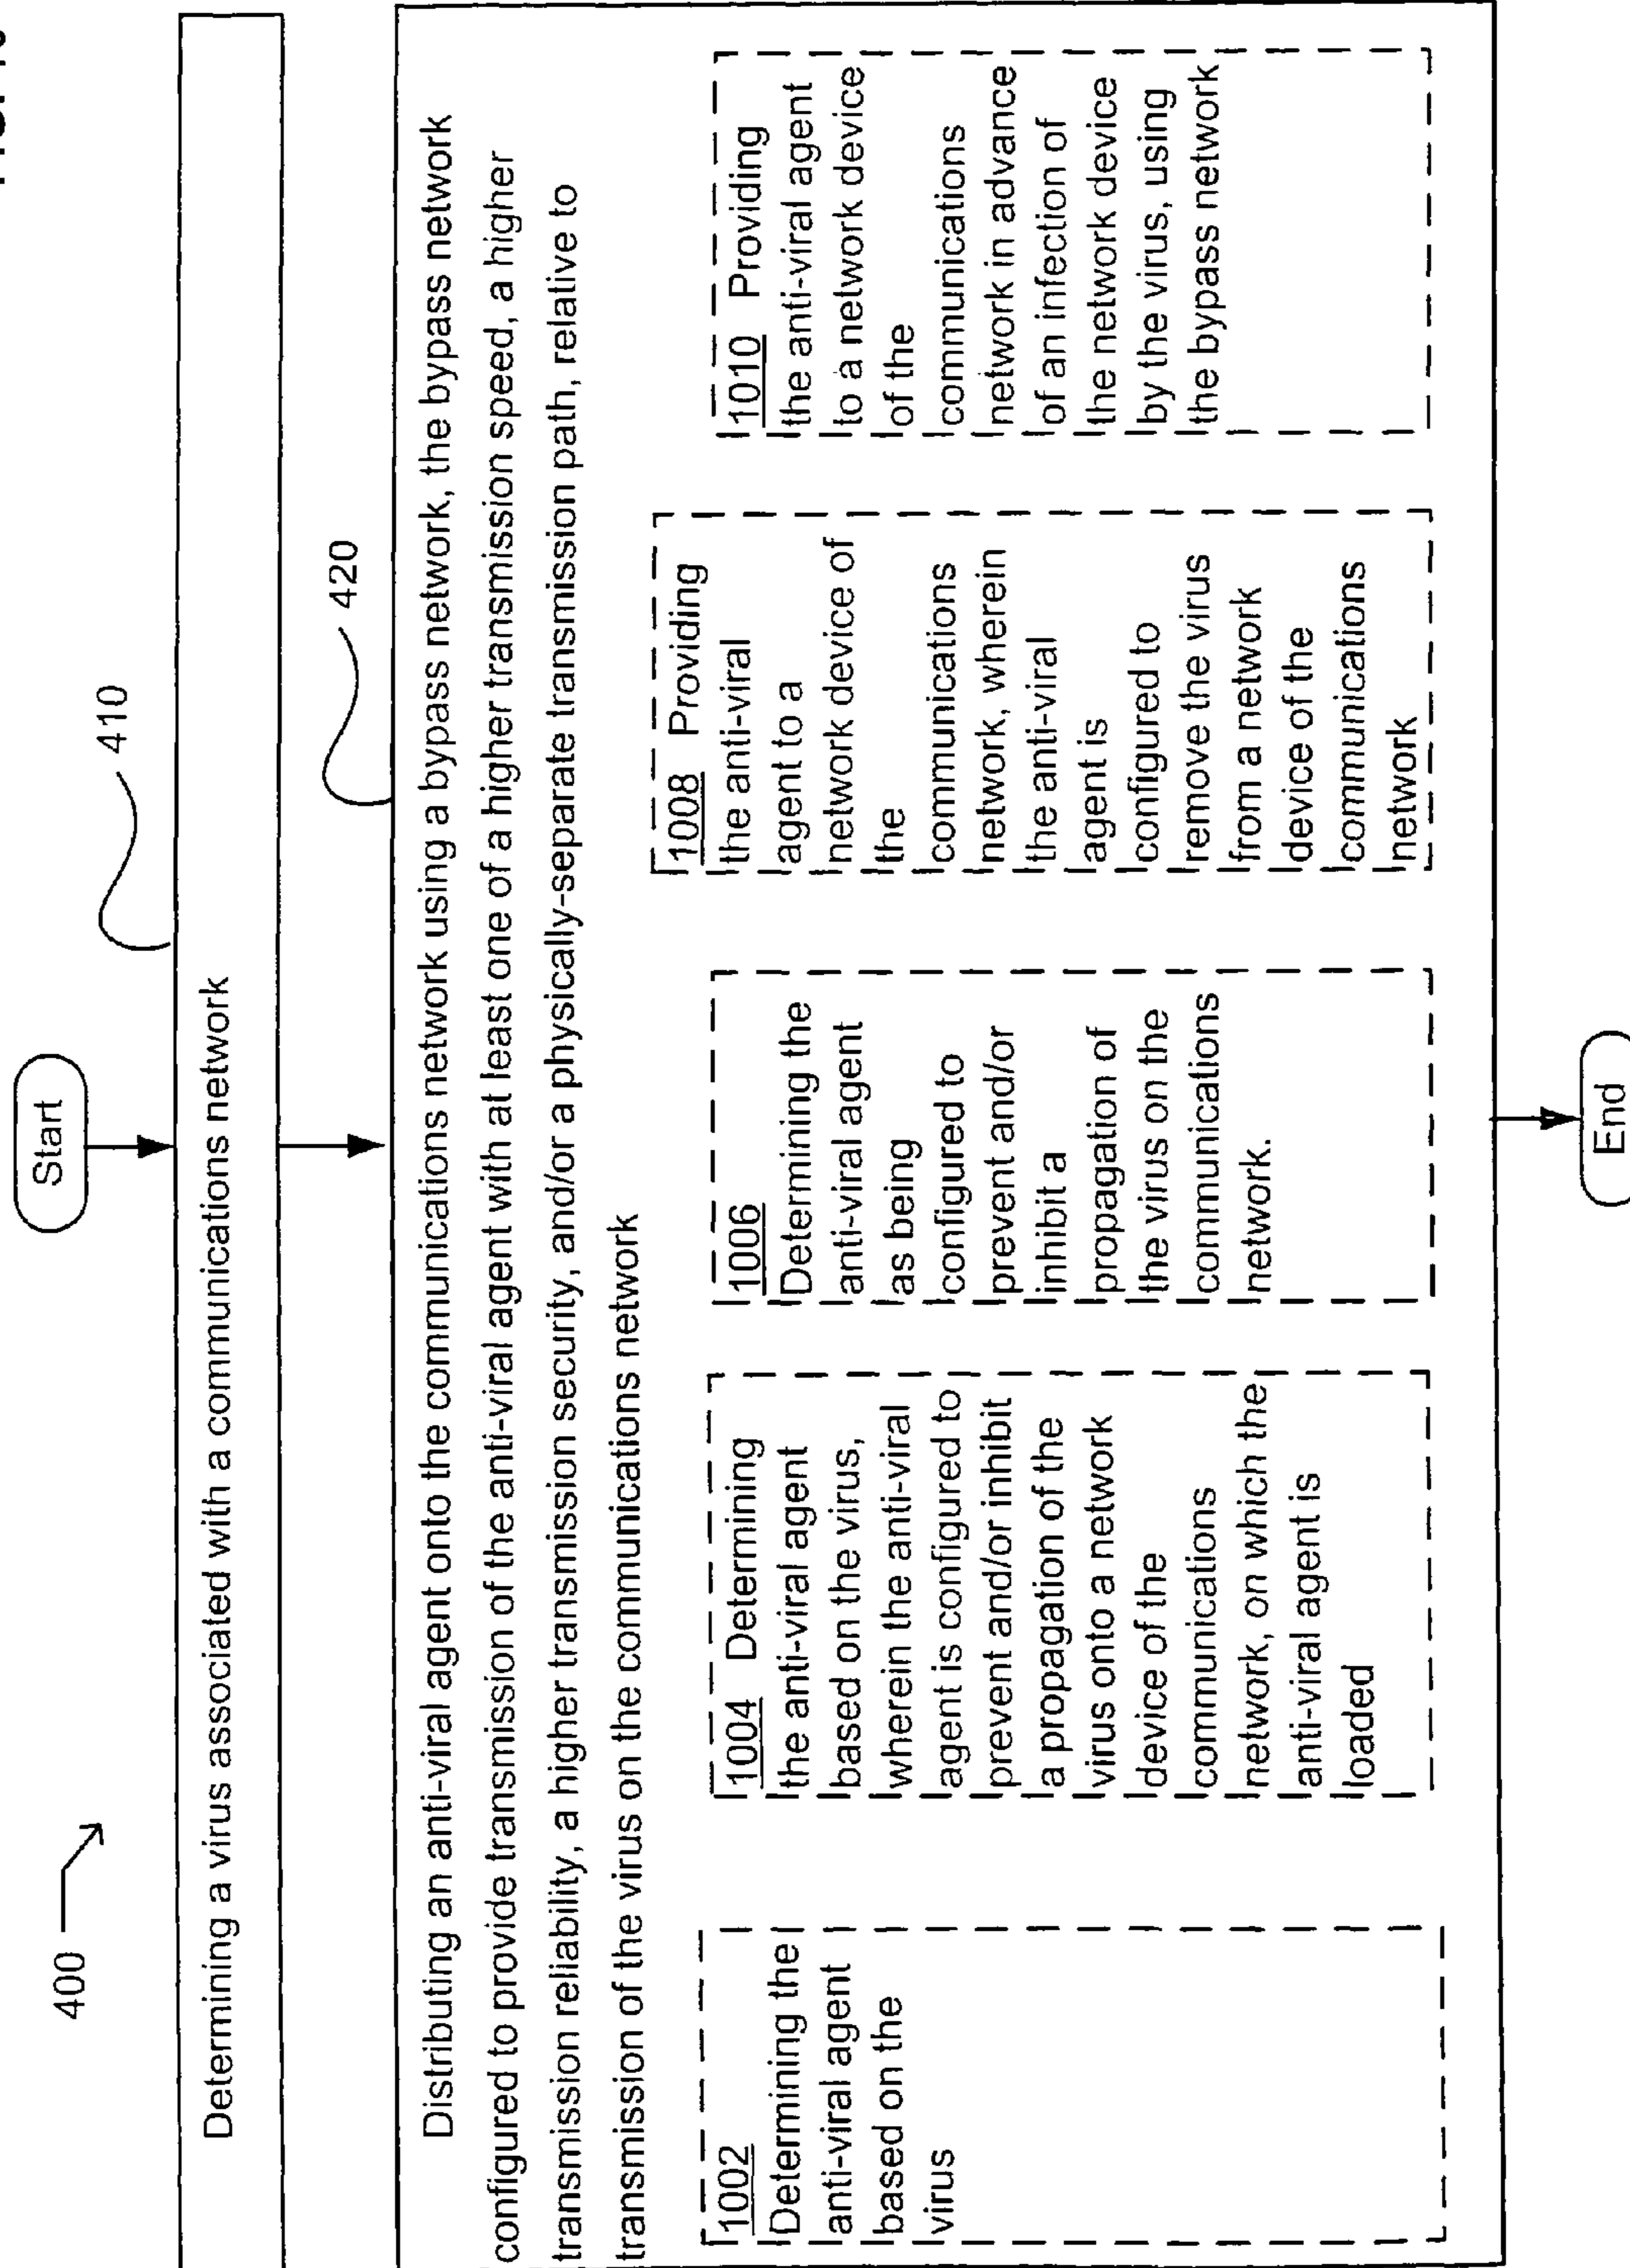 400
Start
410
Determining a virus associated with a communications network
420
Distributing an anti-viral agent onto the communications network using a bypass network, the bypass network
configured to provide transmission of the anti-viral agent with at least one of a higher transmission speed, a higher
transmission reliability, a higher transmission security, and/or a physically-separate transmission path, relative to
transmission of the virus on the communications network
1002
Determining the
anti-viral agent
based on the
virus
1004 Determining
the anti-viral agent
based on the virus,
wherein the anti-viral
agent is configured to
prevent and/or inhibit
a propagation of the
virus onto a network
device of the
communications
network, on which the
anti-viral agent is
loaded
1006
Determining the
anti-viral agent
as being
configured to
prevent and/or
inhibit a
propagation of
the virus on the
communications
network.
1008 Providing
the anti-viral
agent to a
network device of
the
communications
network, wherein
the anti-viral
agent is
configured to
remove the virus
from a network
device of the
communications
network
1010 Providing
the anti-viral agent
to a network device
of the
communications
network in advance
of an infection of
the network device
by the virus, using
the bypass network
End